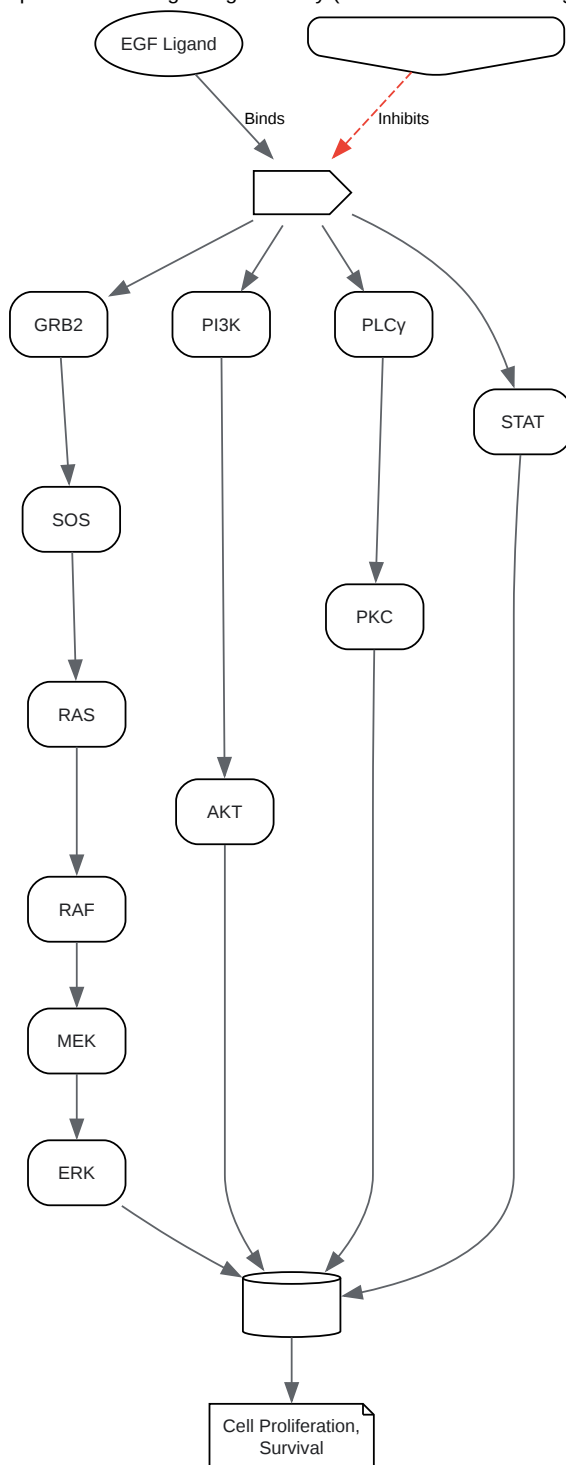 EGF Ligand
Binds
Inhibits
GRB2
PI3K
PLCγ
STAT
SOS
PKC
RAS
AKT
RAF
MEK
ERK
Cell Proliferation,
Survival